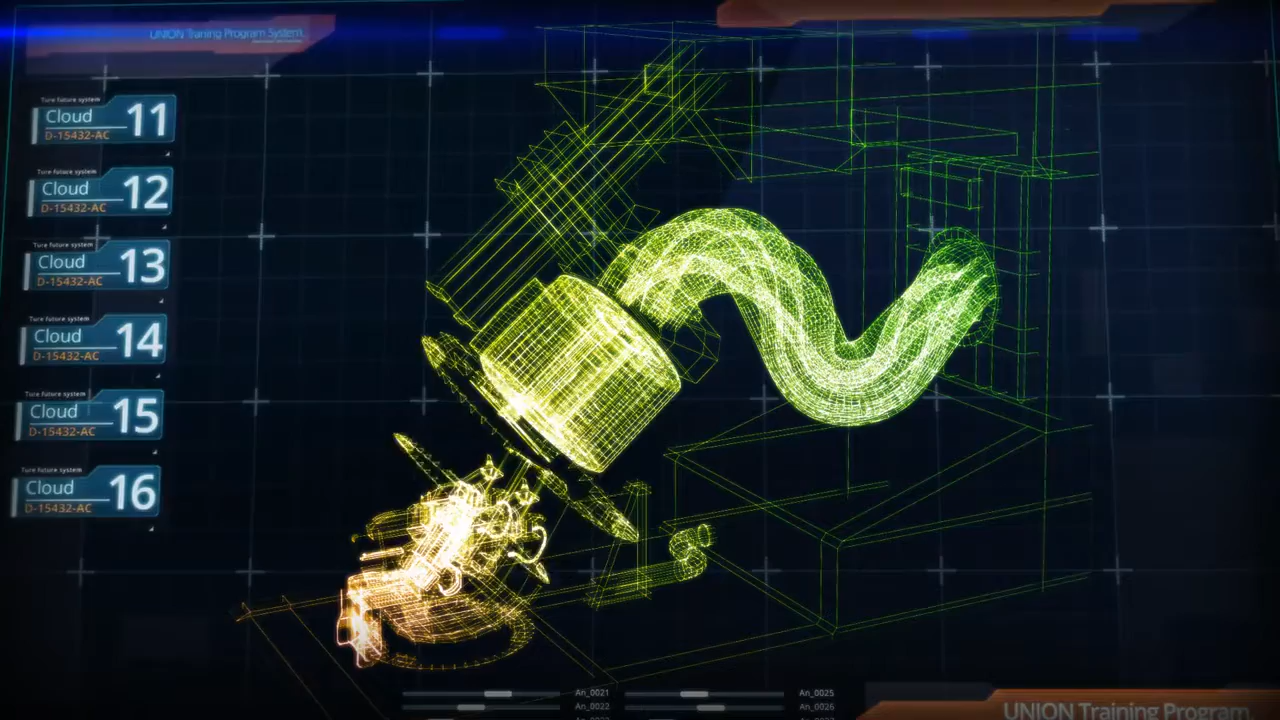 UNION Traning Program System
Ture future system
Cloud 11
D-15432-AC
Ture future system
Cloud 12
D-15432-AC
Ture future system
Cloud 13
D-15432-AC
Ture future system
Cloud 14
D-15432-AC
Ture future system
Cloud 15
D-15432-AC
Ture future system
Cloud 16
D-15432-AC
An_0021
An_0025
An_0022
An_0026
UNION Traning Program